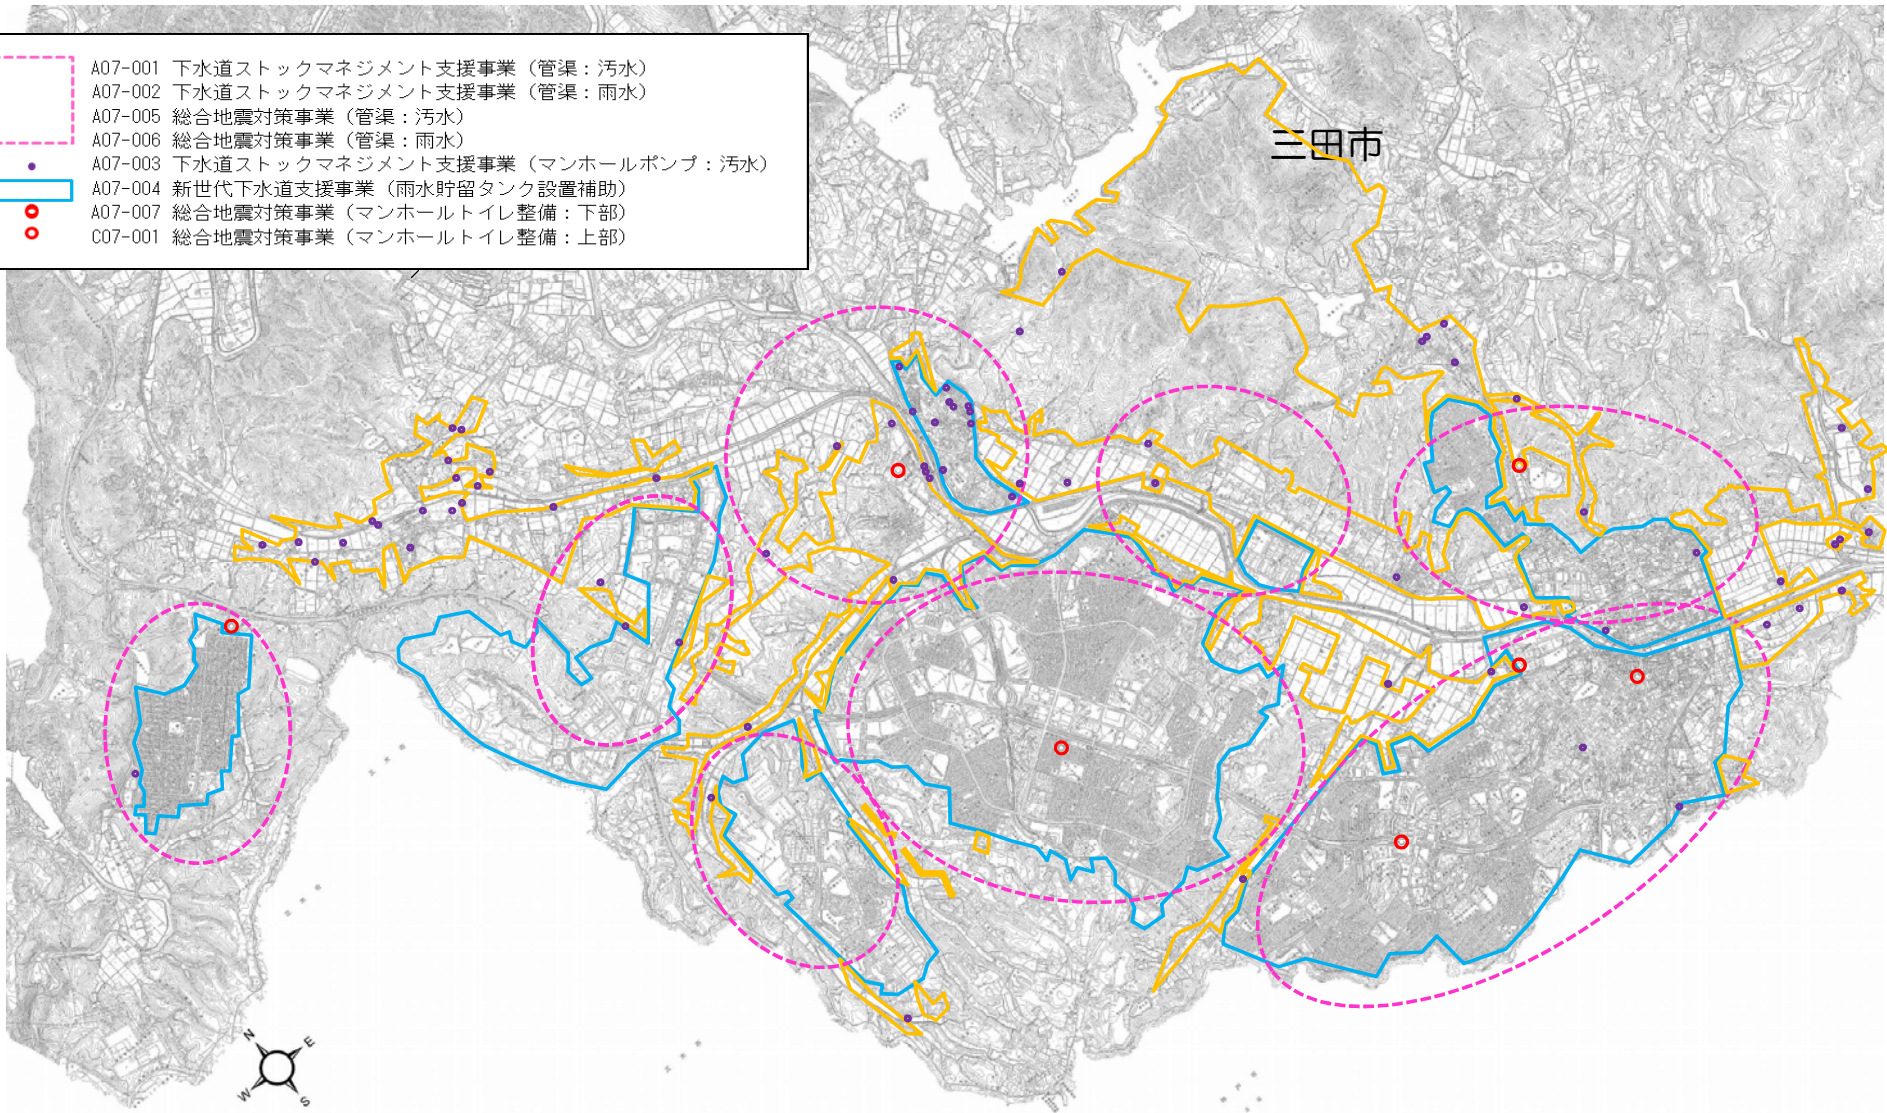 A07-001 下水道ストックマネジメント支援事業（管渠：汚水）
A07-002 下水道ストックマネジメント支援事業（管渠：雨水）
A07-005 総合地震対策事業（管渠：汚水）
A07-006 総合地震対策事業（管渠：雨水）
A07-003 下水道ストックマネジメント支援事業（マンホールポンプ：汚水）
A07-004 新世代下水道支援事業（雨水貯留タンク設置補助）
A07-007 総合地震対策事業（マンホールトイレ整備：下部）
C07-001 総合地震対策事業（マンホールトイレ整備：上部）
三田市
N
E
W
S